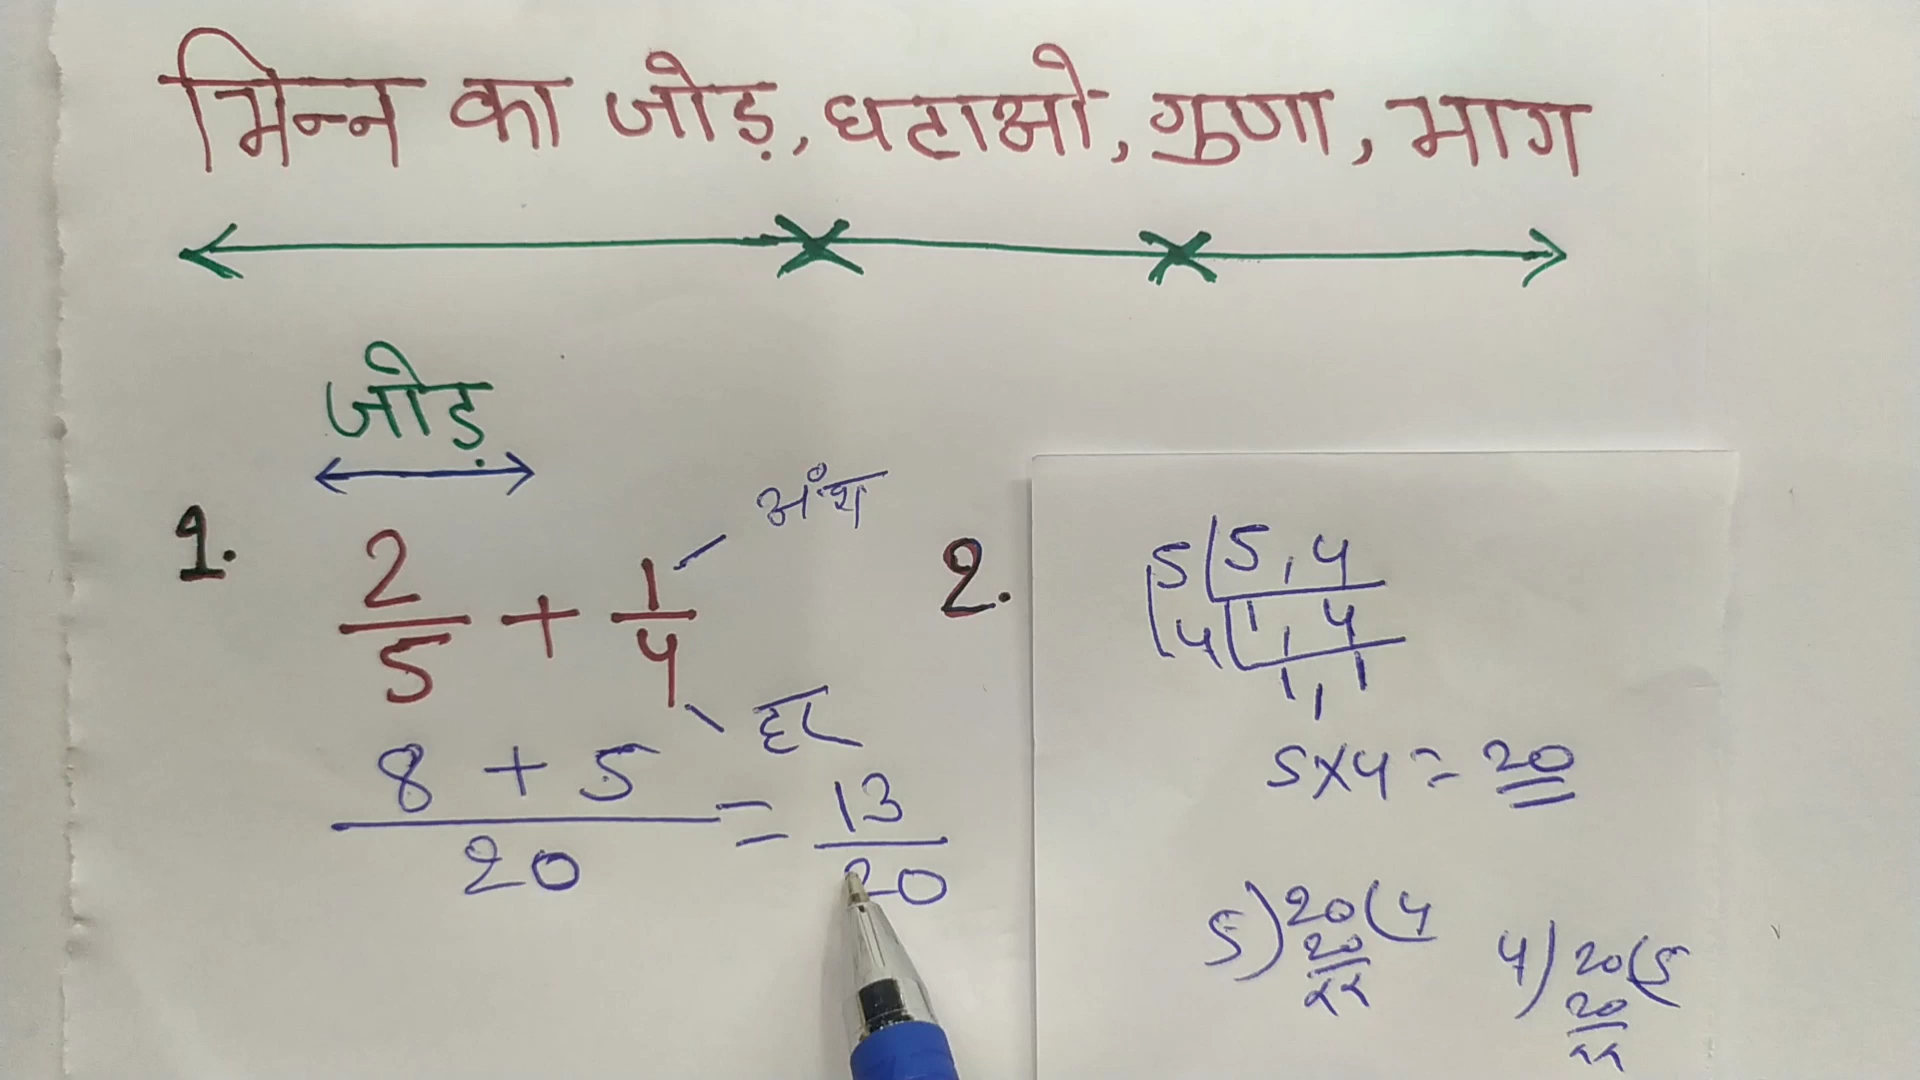 भिन्न का जोड़, घटाओ, गुणा, भाग
जोड़
1. 2/5 + 1/4
अंश
हर
8 + 5 / 20 = 13/20
2.
5 | 5, 4
4 | 1, 4
1, 1
5×4 = 20
5) 20 (4
20
××
4) 20 (5
20
××